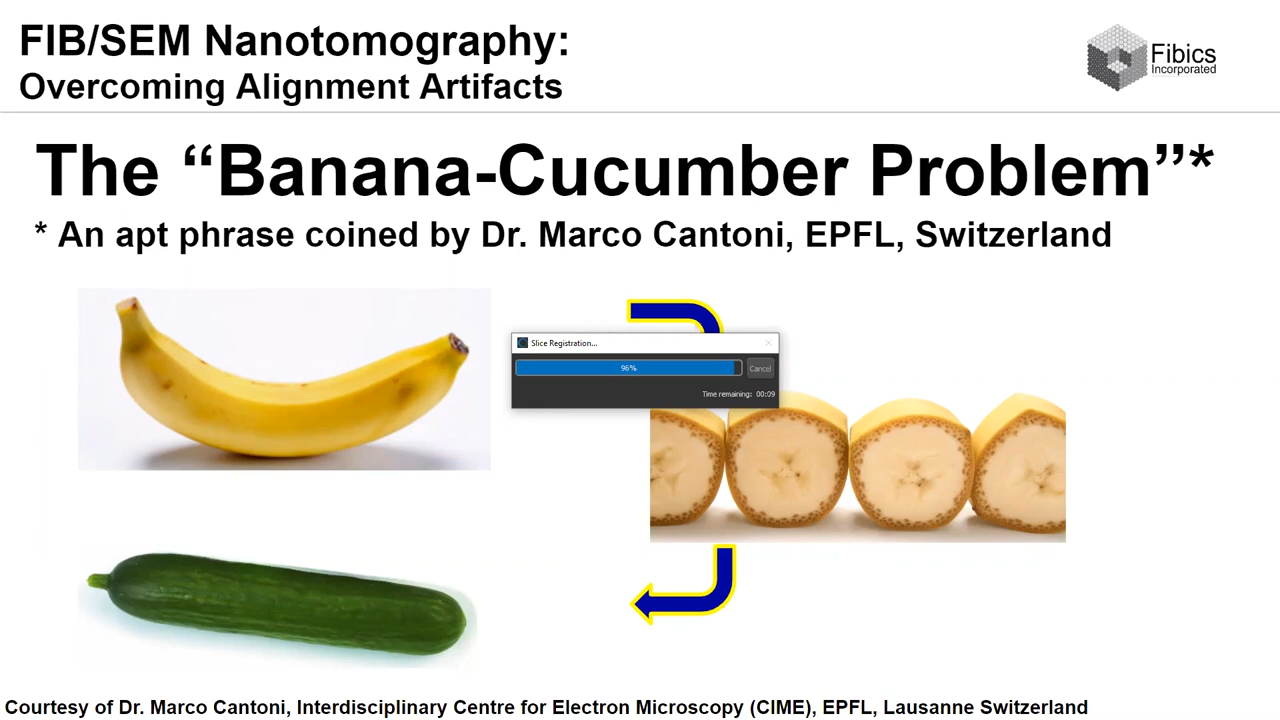 FIB/SEM Nanotomography:
Overcoming Alignment Artifacts
Fibics
Incorporated
The “Banana-Cucumber Problem”*
* An apt phrase coined by Dr. Marco Cantoni, EPFL, Switzerland
Slice Registration...
96%
Cancel
Time remaining: 00:09
Courtesy of Dr. Marco Cantoni, Interdisciplinary Centre for Electron Microscopy (CIME), EPFL, Lausanne Switzerland